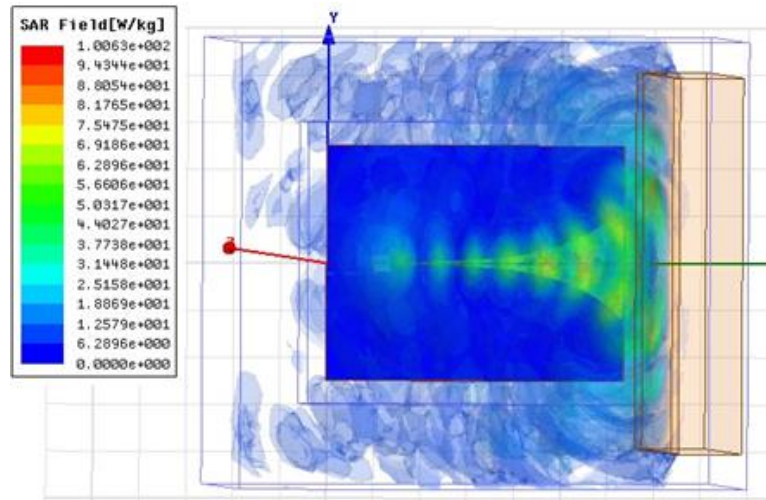 SAR Field[W/kg]
1.0063e+002
9.4344e+001
8.8054e+001
8.1765e+001
7.5475e+001
6.9186e+001
6.2896e+001
5.6606e+001
5.0317e+001
4.4027e+001
3.7738e+001
3.1448e+001
2.5158e+001
1.8869e+001
1.2579e+001
6.2896e+000
0.0000e+000
Y